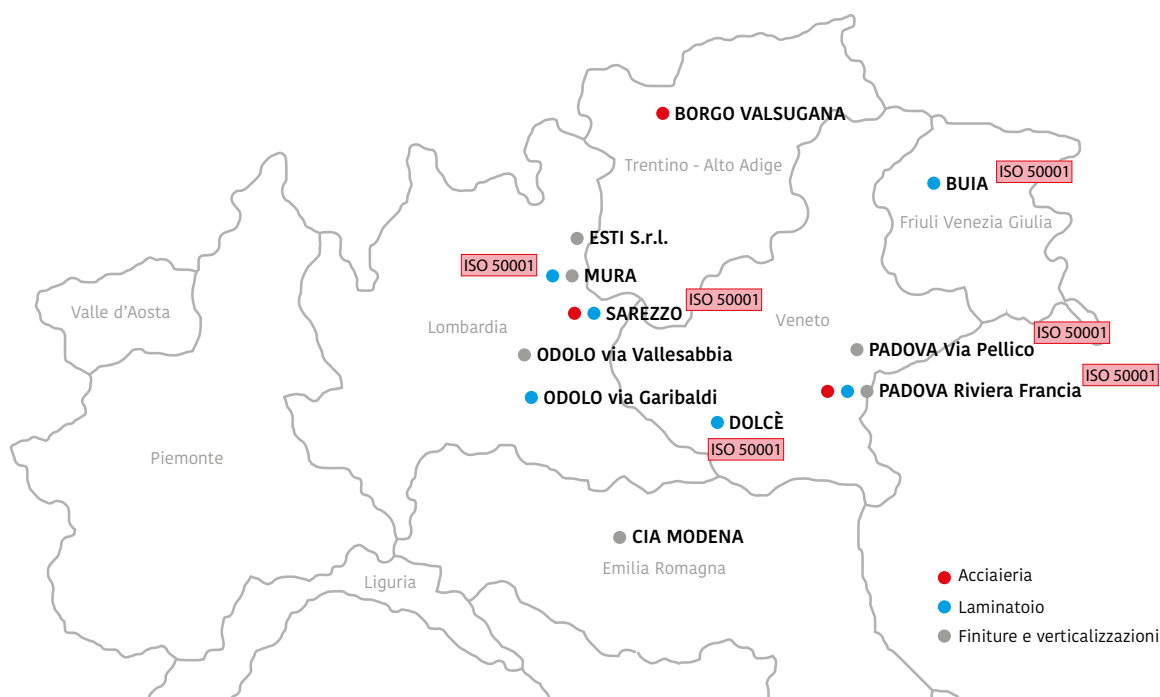 BORGO VALSUGANA
Trentino - Alto Adige
ISO 50001
BUIA
Friuli Venezia Giulia
ESTI S.r.l.
ISO 50001
MURA
ISO 50001
SAREZZO
Valle d'Aosta
Lombardia
Veneto
ISO 50001
ODOLO via Vallesabbia
PADOVA Via Pellico
ISO 50001
ODOLO via Garibaldi
PADOVA Riviera Francia
DOLCÈ
ISO 50001
Piemonte
CIA MODENA
Emilia Romagna
Liguria
Acciaieria
Laminatoio
Finiture e verticalizzazioni